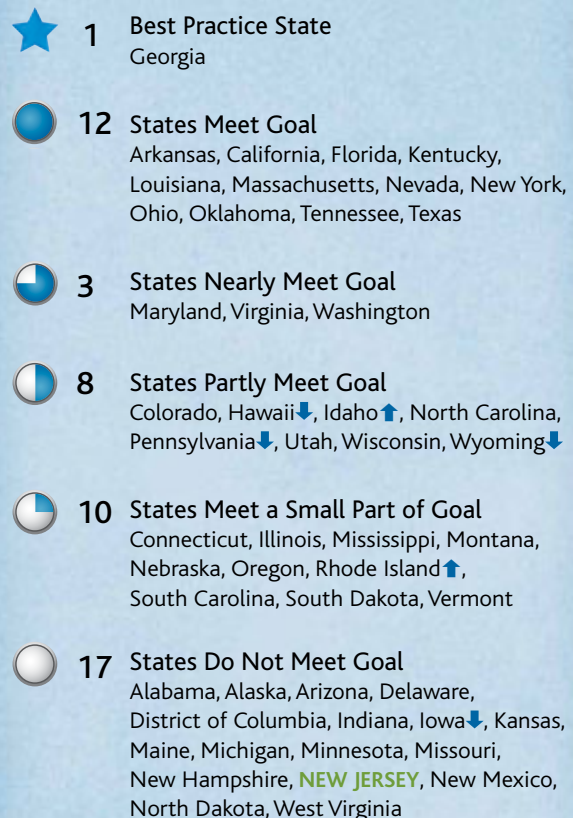 1 Best Practice State
Georgia
12 States Meet Goal
Arkansas, California, Florida, Kentucky,
Louisiana, Massachusetts, Nevada, New York,
Ohio, Oklahoma, Tennessee, Texas
3 States Nearly Meet Goal
Maryland, Virginia, Washington
8 States Partly Meet Goal
Colorado, Hawaii⬇, Idaho⬆, North Carolina,
Pennsylvania⬇, Utah, Wisconsin, Wyoming⬇
10 States Meet a Small Part of Goal
Connecticut, Illinois, Mississippi, Montana,
Nebraska, Oregon, Rhode Island⬆,
South Carolina, South Dakota, Vermont
17 States Do Not Meet Goal
Alabama, Alaska, Arizona, Delaware,
District of Columbia, Indiana, Iowa⬇, Kansas,
Maine, Michigan, Minnesota, Missouri,
New Hampshire, NEW JERSEY, New Mexico,
North Dakota, West Virginia